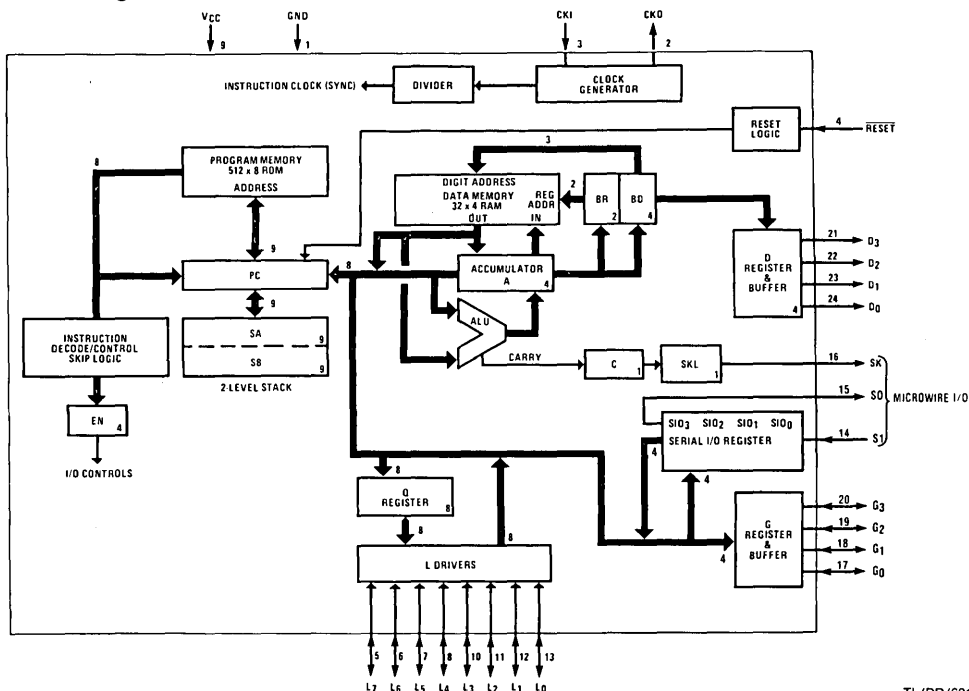 VCC
GND
CKI
CKO
9
1
3
2
INSTRUCTION CLOCK (SYNC)
DIVIDER
CLOCK
GENERATOR
RESET
LOGIC
4
RESET
8
PROGRAM MEMORY
512 x 8 ROM
ADDRESS
3
DIGIT ADDRESS
DATA MEMORY
32 x 4 RAM
REG
ADDR
OUT
IN
2
BR
2
BD
4
9
PC
8
ACCUMULATOR
A
4
D
REGISTER
&
BUFFER
4
21
D3
22
D2
23
D1
24
D0
9
INSTRUCTION
DECODE/CONTROL
SKIP LOGIC
SA
9
SB
9
2-LEVEL STACK
ALU
CARRY
C
1
SKL
1
16
SK
15
SO
MICROWIRE I/O
14
S1
EN
4
I/O CONTROLS
SIO3 SIO2 SIO1 SIO0
SERIAL I/O REGISTER
4
4
8
Q
REGISTER
8
8
8
L DRIVERS
4
G
REGISTER
&
BUFFER
20
G3
19
G2
18
G1
17
G0
5
6
7
8
10
11
12
13
L7
L6
L5
L4
L3
L2
L1
L0